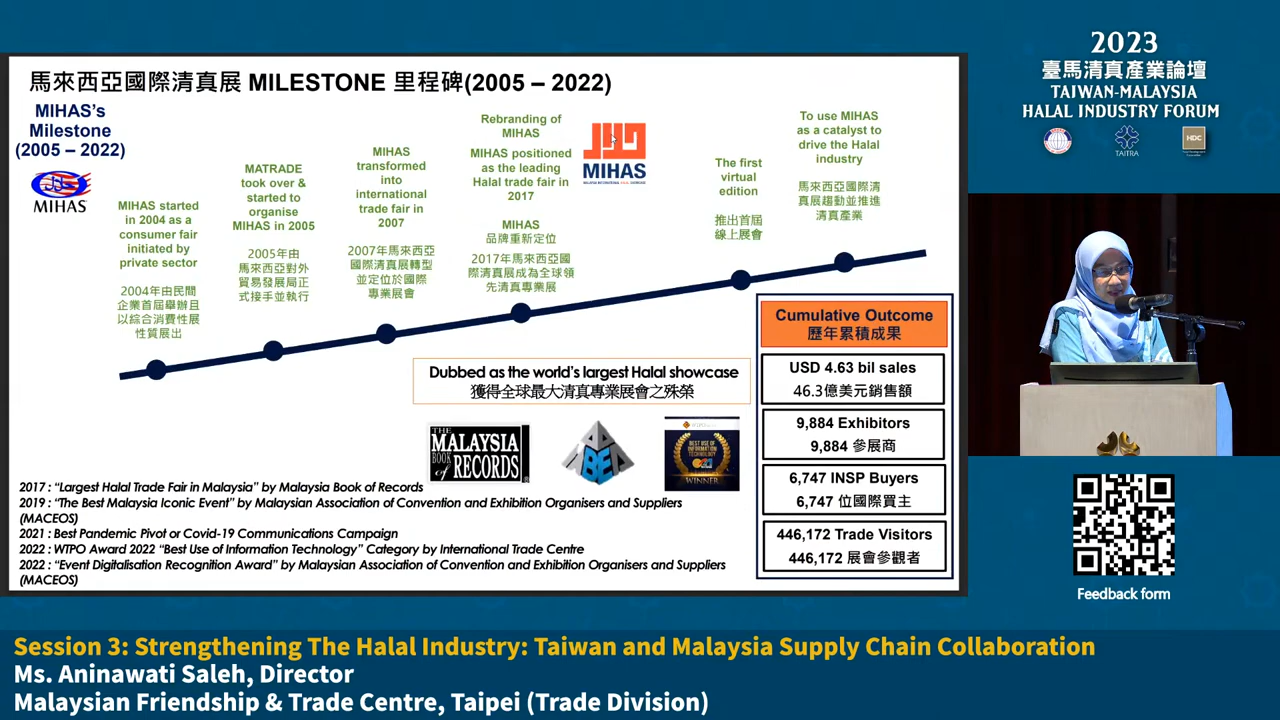 馬來西亞國際清真展 MILESTONE 里程碑(2005 – 2022)
MIHAS's
Milestone
(2005 – 2022)
MIHAS
MIHAS started
in 2004 as a
consumer fair
initiated by
private sector
2004年由民間
企業首屆舉辦且
以綜合消費性展
性質展出
MATRADE
took over &
started to
organise
MIHAS in 2005
2005年由
馬來西亞對外
貿易發展局正
式接手並執行
MIHAS
transformed
into
international
trade fair in
2007
2007年馬來西亞
國際清真展轉型
並定位於國際
專業展會
Rebranding of
MIHAS
MIHAS positioned
as the leading
Halal trade fair in
2017
MIHAS
品牌重新定位
2017年馬來西亞國
際清真展成為全球領
先清真專業展
MIHAS
The first
virtual
edition
推出首屆
線上展會
To use MIHAS
as a catalyst to
drive the Halal
industry
馬來西亞國際清
真展趨動並推進
清真產業
Dubbed as the world's largest Halal showcase
獲得全球最大清真專業展會之殊榮
THE
MALAYSIA
BOOK OF
RECORDS
BEST USE OF
INFORMATION
TECHNOLOGY
WINNER
2017 : "Largest Halal Trade Fair in Malaysia" by Malaysia Book of Records
2019 : "The Best Malaysia Iconic Event" by Malaysian Association of Convention and Exhibition Organisers and Suppliers
(MACEOS)
2021 : Best Pandemic Pivot or Covid-19 Communications Campaign
2022 : WTPO Award 2022 "Best Use of Information Technology" Category by International Trade Centre
2022 : "Event Digitalisation Recognition Award" by Malaysian Association of Convention and Exhibition Organisers and Suppliers
(MACEOS)
Cumulative Outcome
歷年累積成果
USD 4.63 bil sales
46.3億美元銷售額
9,884 Exhibitors
9,884 參展商
6,747 INSP Buyers
6,747 位國際買主
446,172 Trade Visitors
446,172 展會參觀者
2023
臺馬清真產業論壇
TAIWAN-MALAYSIA
HALAL INDUSTRY FORUM
TAITRA
HDC
Feedback form
Session 3: Strengthening The Halal Industry: Taiwan and Malaysia Supply Chain Collaboration
Ms. Aninawati Saleh, Director
Malaysian Friendship & Trade Centre, Taipei (Trade Division)